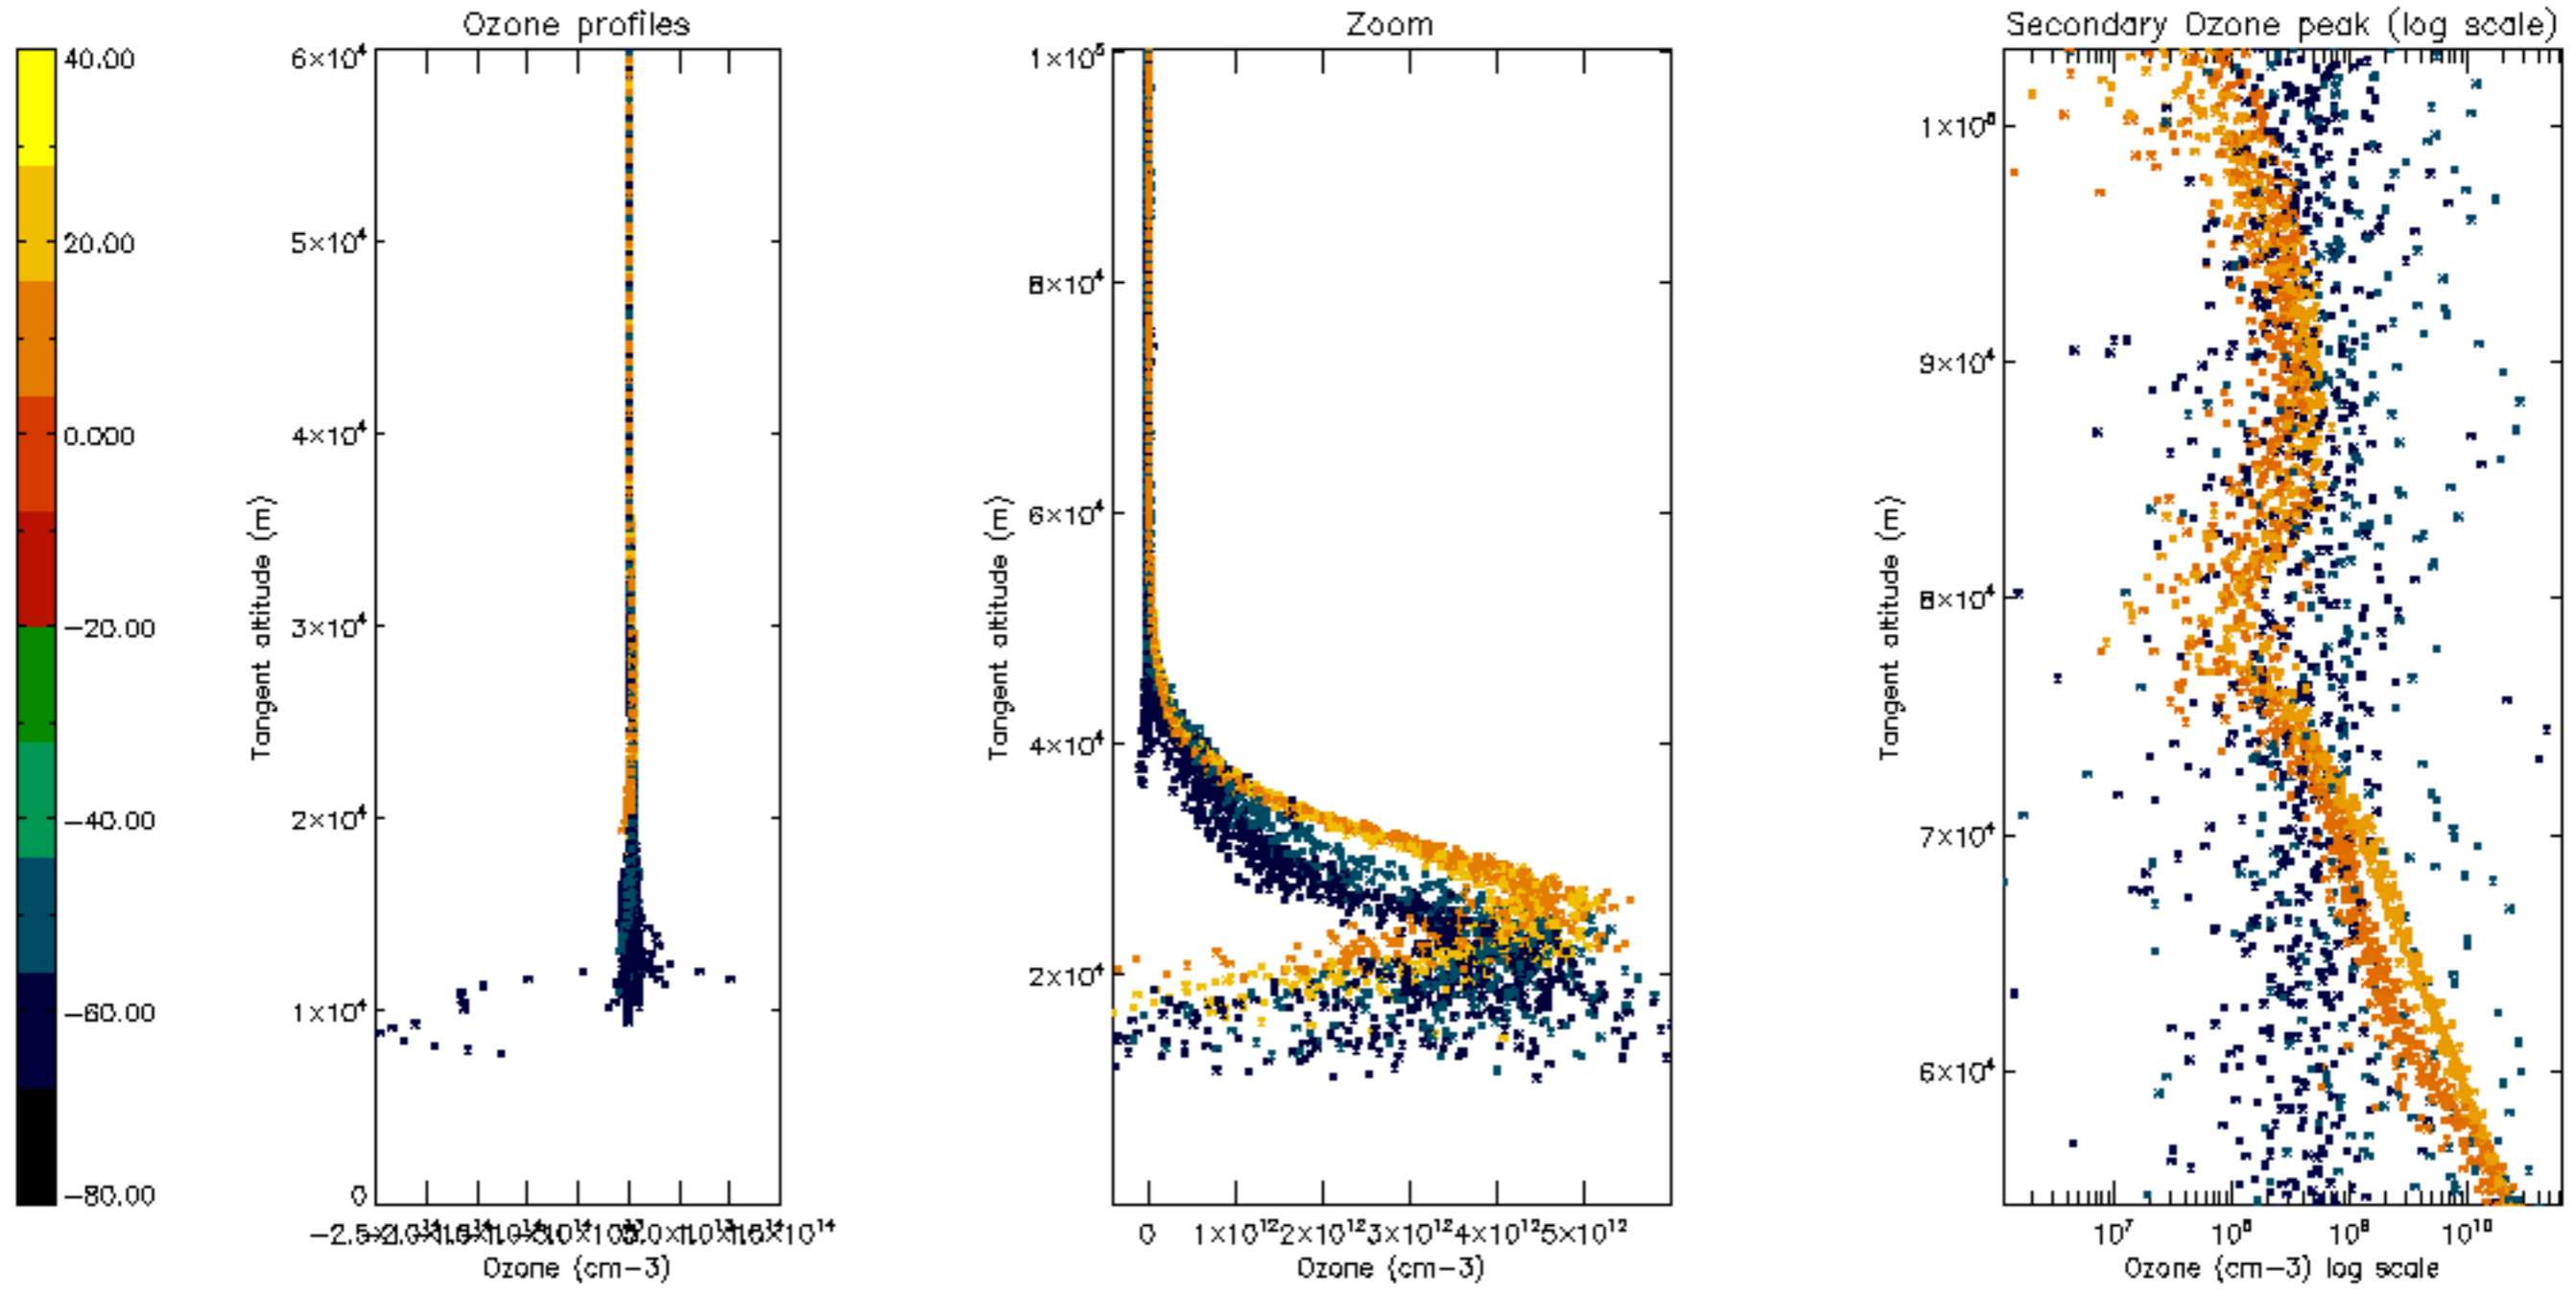 Ozone profiles
Zoom
Secondary Ozone peak (log scale)
40.00
20.00
0.000
−20.00
−40.00
−60.00
−80.00
6×10⁴
5×10⁴
4×10⁴
3×10⁴
2×10⁴
1×10⁴
0
Tangent altitude (m)
Ozone (cm−3)
1×10⁵
8×10⁴
6×10⁴
4×10⁴
2×10⁴
Tangent altitude (m)
0 1×10¹² 2×10¹² 3×10¹² 4×10¹² 5×10¹²
Ozone (cm−3)
1×10⁵
9×10⁴
8×10⁴
7×10⁴
6×10⁴
Tangent altitude (m)
10⁷ 10⁸ 10⁹ 10¹⁰
Ozone (cm−3) log scale